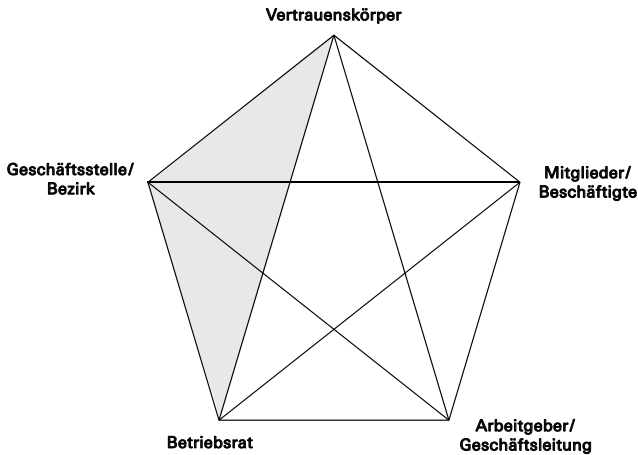 Vertrauenskörper
Geschäftsstelle/
Bezirk
Mitglieder/
Beschäftigte
Betriebsrat
Arbeitgeber/
Geschäftsleitung